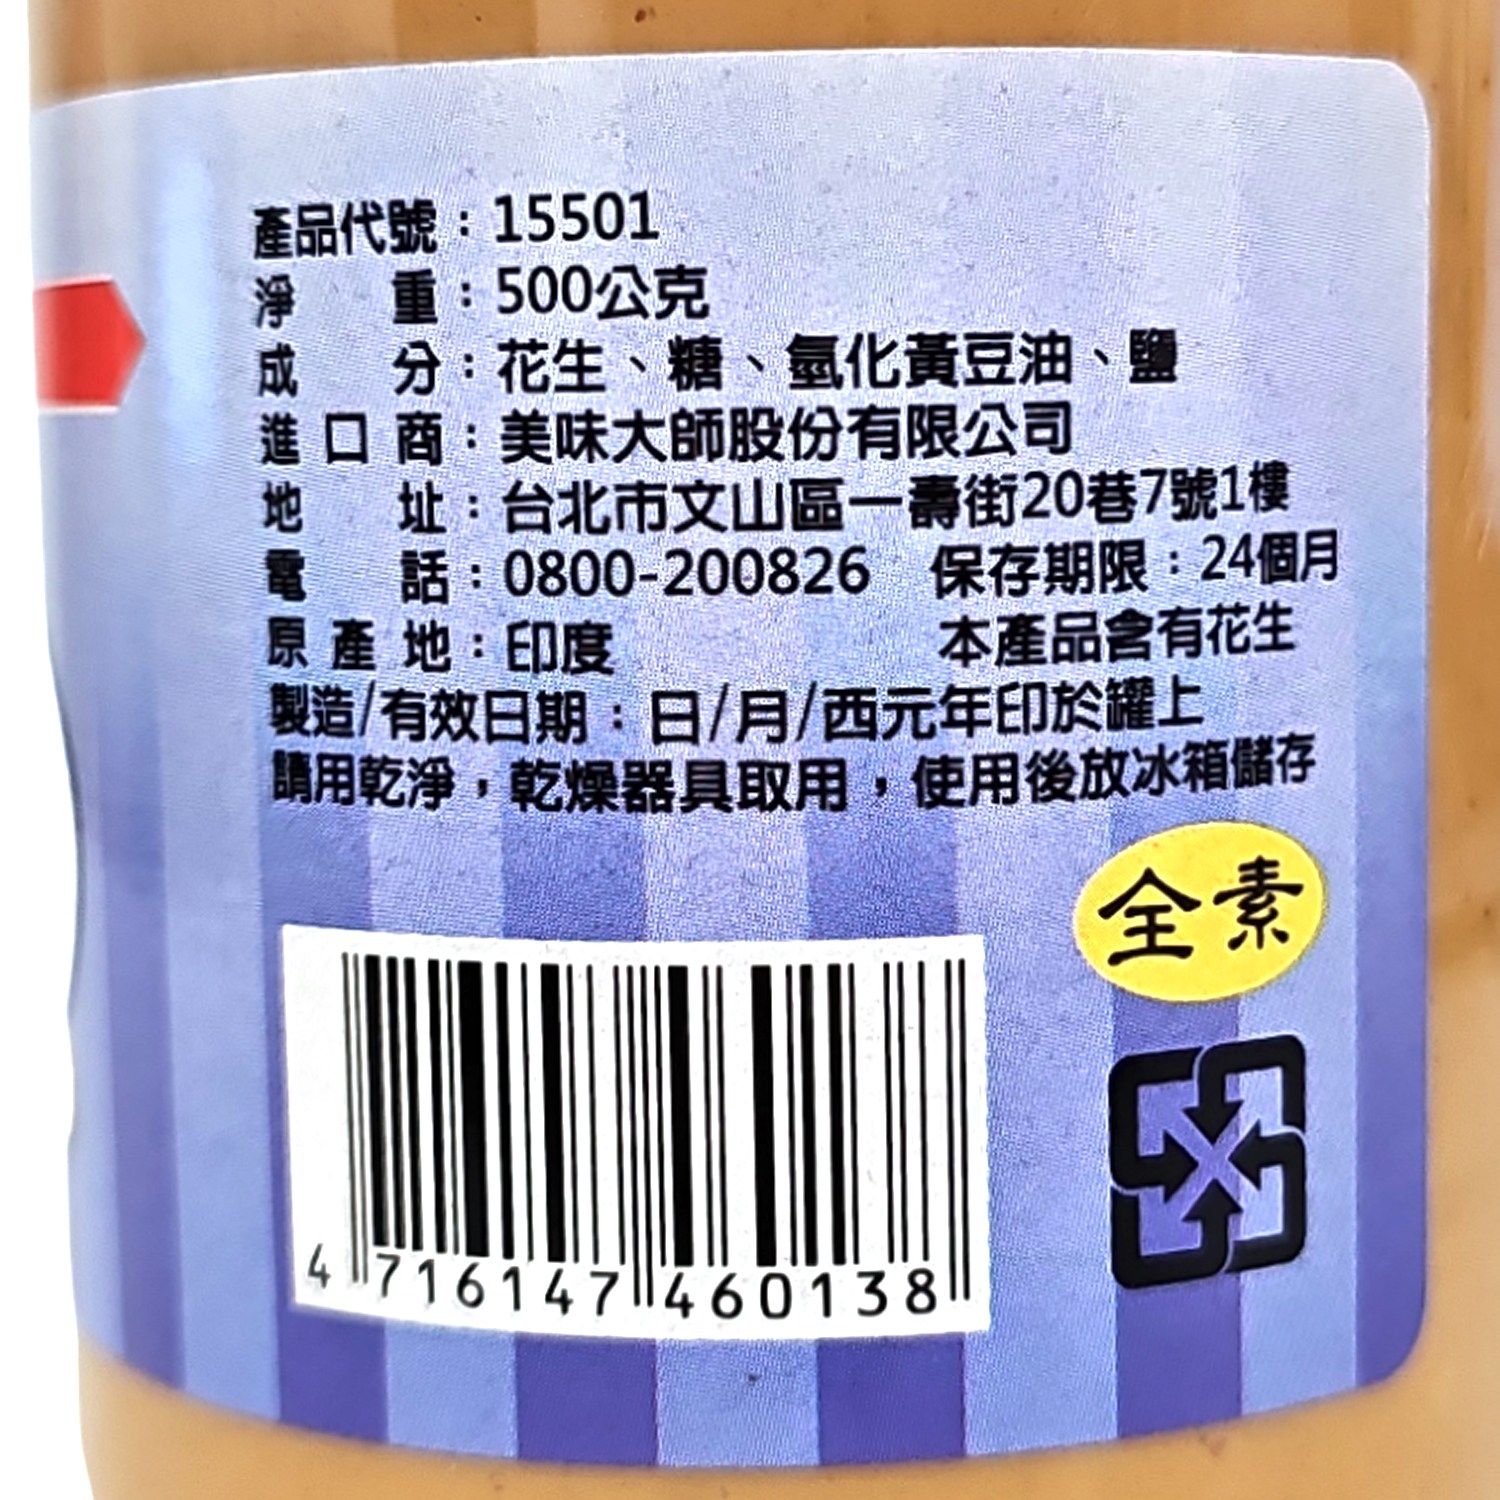 產品代號：15501
淨重：500公克
成分：花生、糖、氫化黃豆油、鹽
進口商：美味大師股份有限公司
地址：台北市文山區一壽街20巷7號1樓
電話：0800-200826 保存期限：24個月
原產地：印度 本產品含有花生
製造/有效日期：日/月/西元年印於罐上
請用乾淨，乾燥器具取用，使用後放冰箱儲存
全素
4 716147 460138